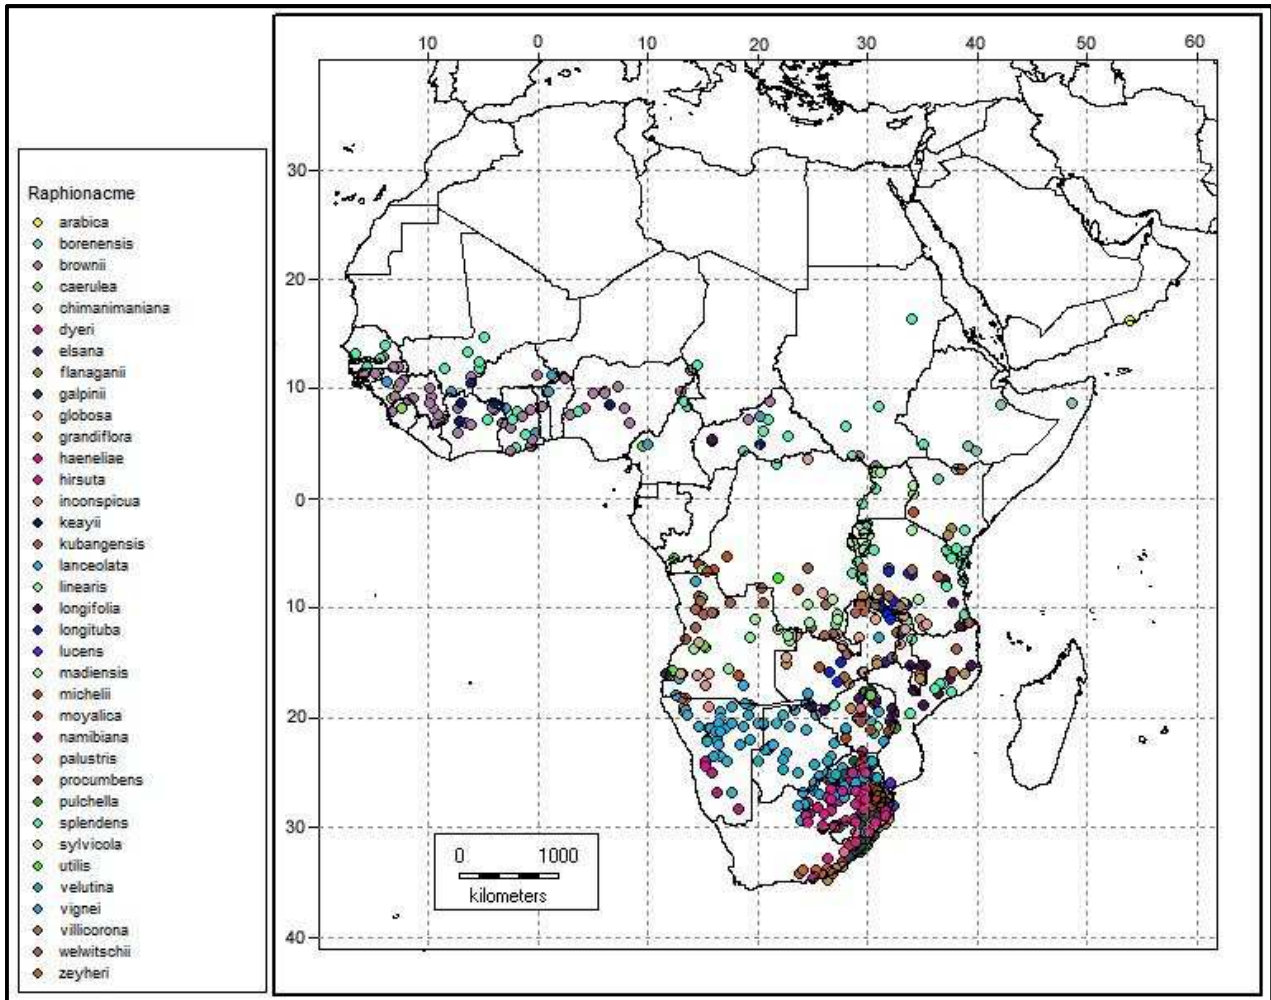 Raphionacme
arabica
borenensis
brownii
caerulea
chimanimaniana
dyeri
elsana
flanaganii
galpinii
globosa
grandiflora
haeneliae
hirsuta
inconspicua
keayii
kubangensis
lanceolata
linearis
longifolia
longituba
lucens
madiensis
michelii
moyalica
namibiana
palustris
procumbens
pulchella
splendens
sylvicola
utilis
velutina
vignei
villicorona
welwitschii
zeyheri
10 0 10 20 30 40 50 60
30
20
10
0
10
20
30
40
0 1000
kilometers